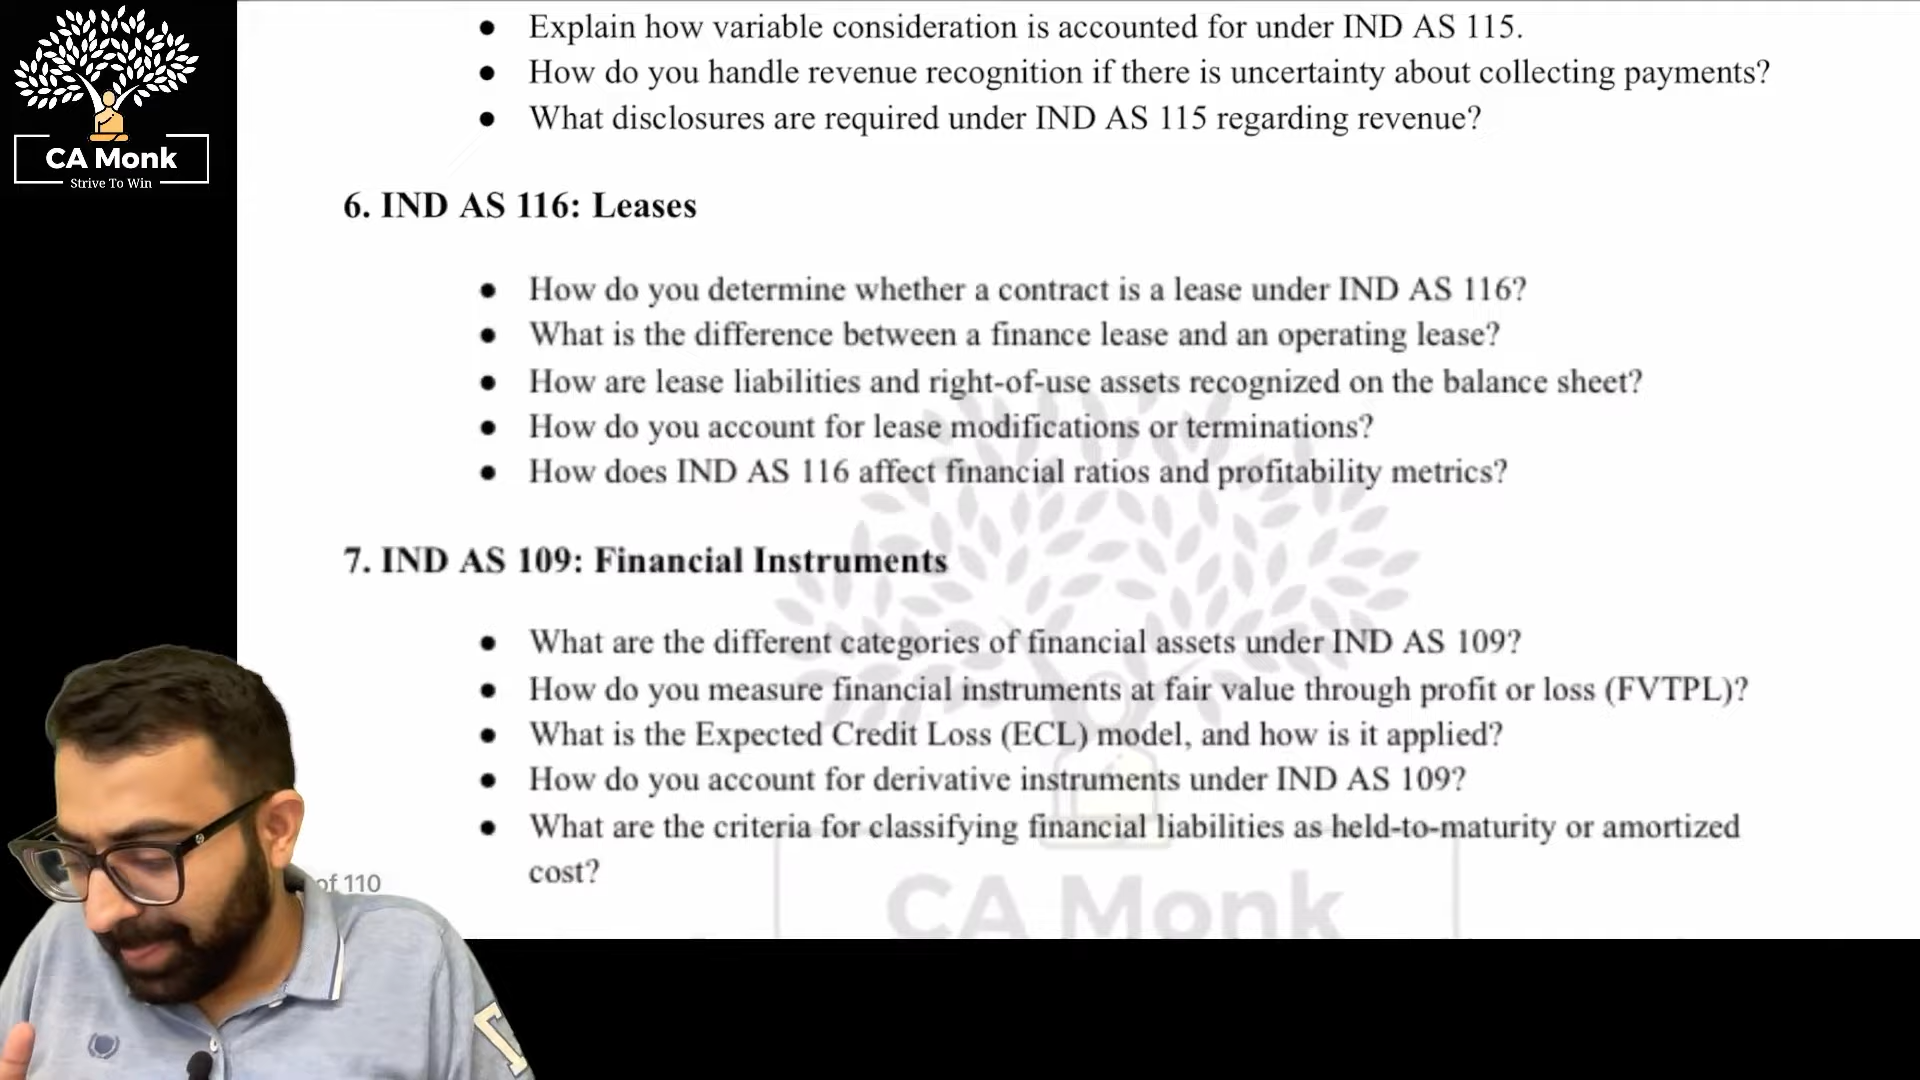 CA Monk
Strive To Win
● Explain how variable consideration is accounted for under IND AS 115.
● How do you handle revenue recognition if there is uncertainty about collecting payments?
● What disclosures are required under IND AS 115 regarding revenue?
6. IND AS 116: Leases
● How do you determine whether a contract is a lease under IND AS 116?
● What is the difference between a finance lease and an operating lease?
● How are lease liabilities and right-of-use assets recognized on the balance sheet?
● How do you account for lease modifications or terminations?
● How does IND AS 116 affect financial ratios and profitability metrics?
7. IND AS 109: Financial Instruments
● What are the different categories of financial assets under IND AS 109?
● How do you measure financial instruments at fair value through profit or loss (FVTPL)?
● What is the Expected Credit Loss (ECL) model, and how is it applied?
● How do you account for derivative instruments under IND AS 109?
● What are the criteria for classifying financial liabilities as held-to-maturity or amortized
cost?
of 110
CA Monk